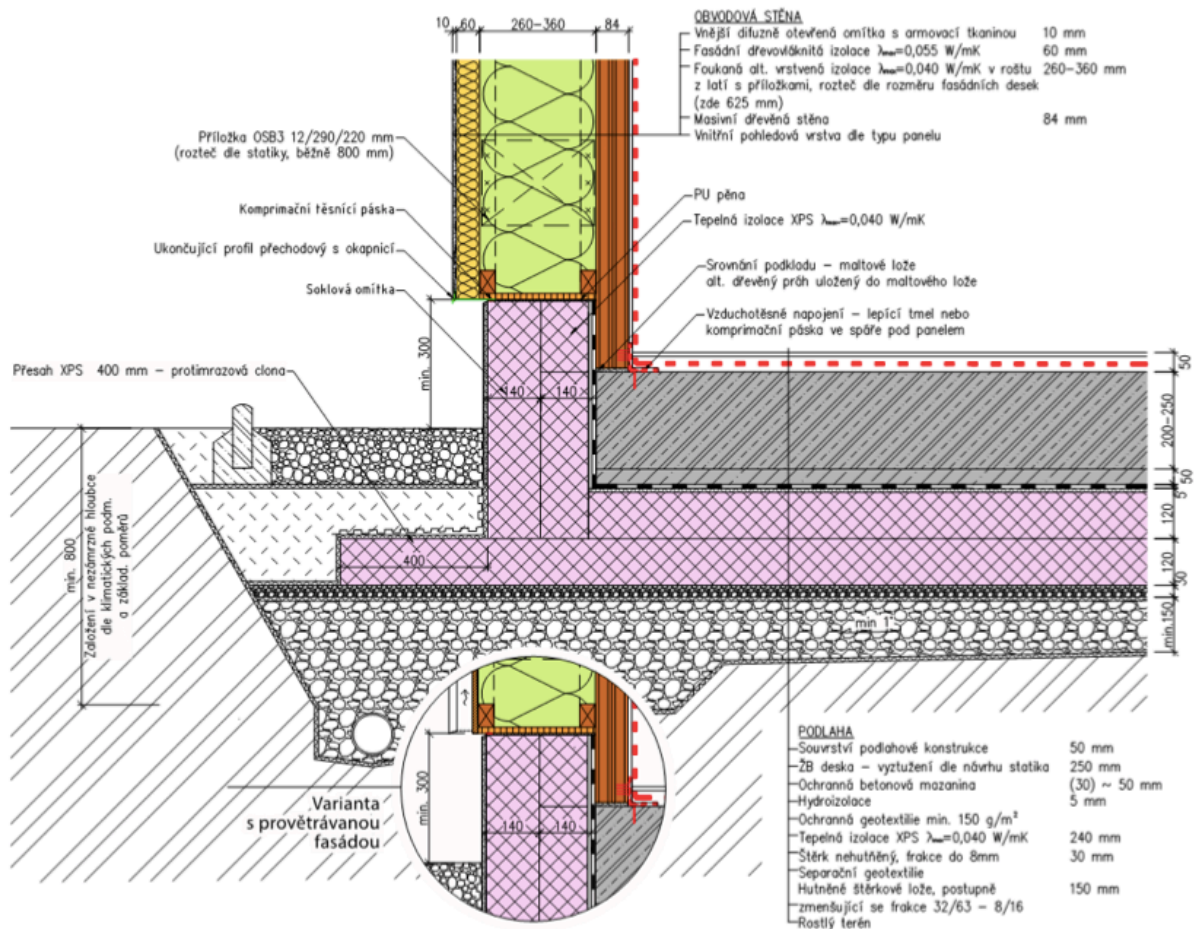 10 60 260–360 84
OBVODOVÁ STĚNA
Vnější difuzně otevřená omítka s armovací tkaninou 10 mm
Fasádní dřevovláknitá izolace λmax=0,055 W/mK 60 mm
Foukaná alt. vrstvená izolace λmax=0,040 W/mK v roštu 260–360 mm
z latí s příložkami, rozteč dle rozměru fasádních desek
(zde 625 mm)
Masivní dřevěná stěna 84 mm
Vnitřní pohledová vrstva dle typu panelu
Příložka OSB3 12/290/220 mm
(rozteč dle statiky, běžně 800 mm)
Komprimační těsnící páska
Ukončující profil přechodový s okapnicí
Soklová omítka
PU pěna
Tepelná izolace XPS λmax=0,040 W/mK
Srovnání podkladu – maltové lože
alt. dřevěný práh uložený do maltového lože
Vzduchotěsné napojení – lepící tmel nebo
komprimační páska ve spáře pod panelem
min. 300
Přesah XPS 400 mm – protimrazová clona
140 140
50
200–250
50
5
120
120
30
min.150
400
min 1°
min. 800
Založení v nezámrzné hloubce
dle klimatických podm.
a základ. poměrů
Varianta
s provětrávanou
fasádou
min. 300
140 140
PODLAHA
Souvrství podlahové konstrukce 50 mm
ŽB deska – vyztužení dle návrhu statika 250 mm
Ochranná betonová mazanina (30) ~ 50 mm
Hydroizolace 5 mm
Ochranná geotextilie min. 150 g/m²
Tepelná izolace XPS λmax=0,040 W/mK 240 mm
Štěrk nehutněný, frakce do 8mm 30 mm
Separační geotextilie
Hutněné štěrkové lože, postupně 150 mm
zmenšující se frakce 32/63 – 8/16
Rostlý terén